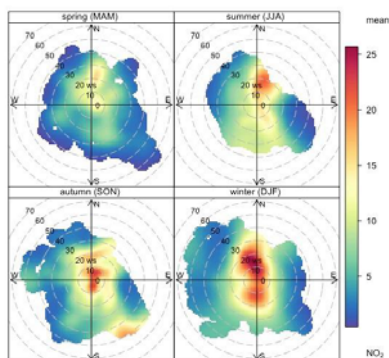 spring (MAM)
N
70
60
50
40
30
20 ws
10
0
W
E
S
summer (JJA)
N
70
60
50
40
30
20 ws
10
0
W
E
S
autumn (SON)
N
70
60
50
40
30
20 ws
10
0
W
E
S
winter (DJF)
N
70
60
50
40
30
20 ws
10
0
W
E
S
mean
25
20
15
10
5
NO₂